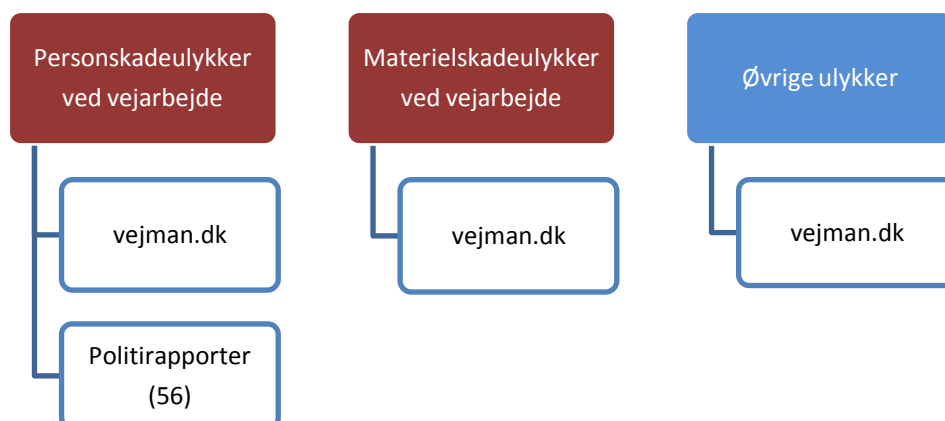 Personskadeulykker
ved vejarbejde
vejman.dk
Politirapporter
(56)
Materielskadeulykker
ved vejarbejde
vejman.dk
Øvrige ulykker
vejman.dk